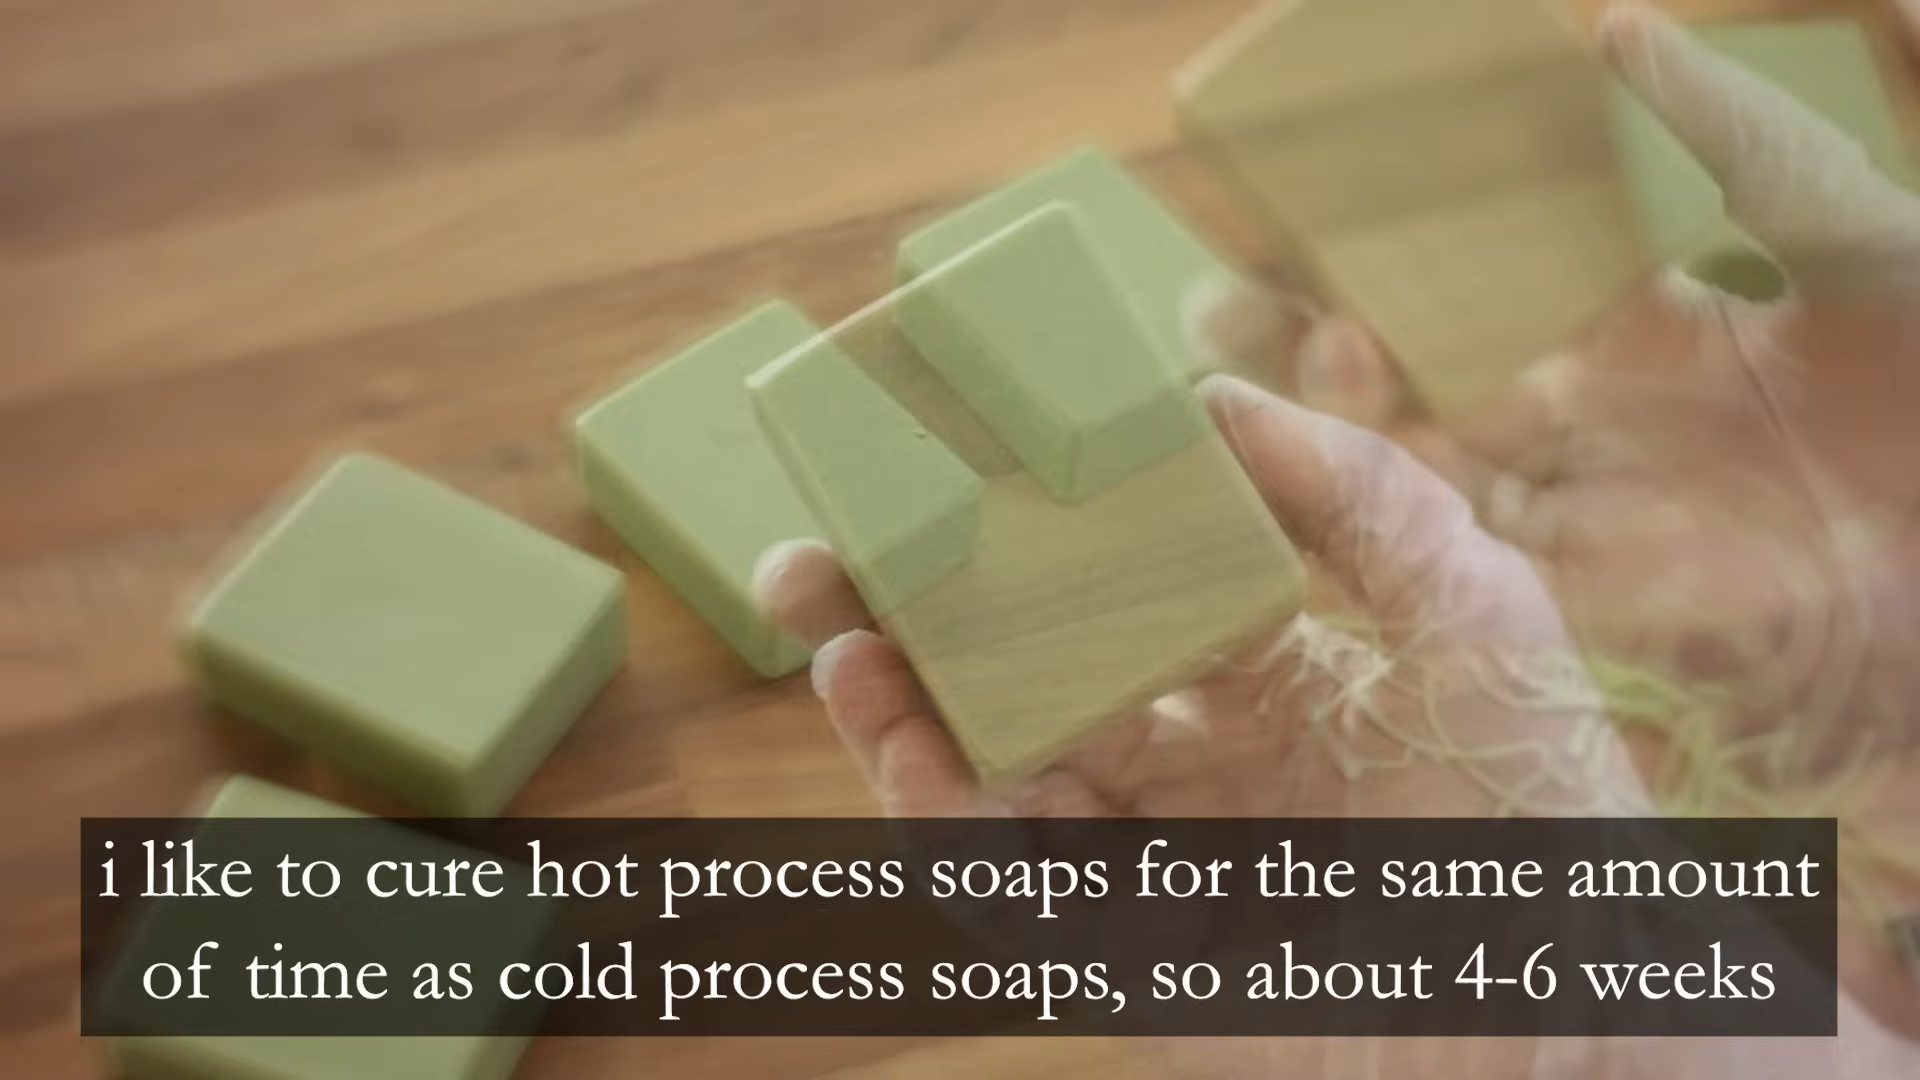 i like to cure hot process soaps for the same amount
of time as cold process soaps, so about 4-6 weeks